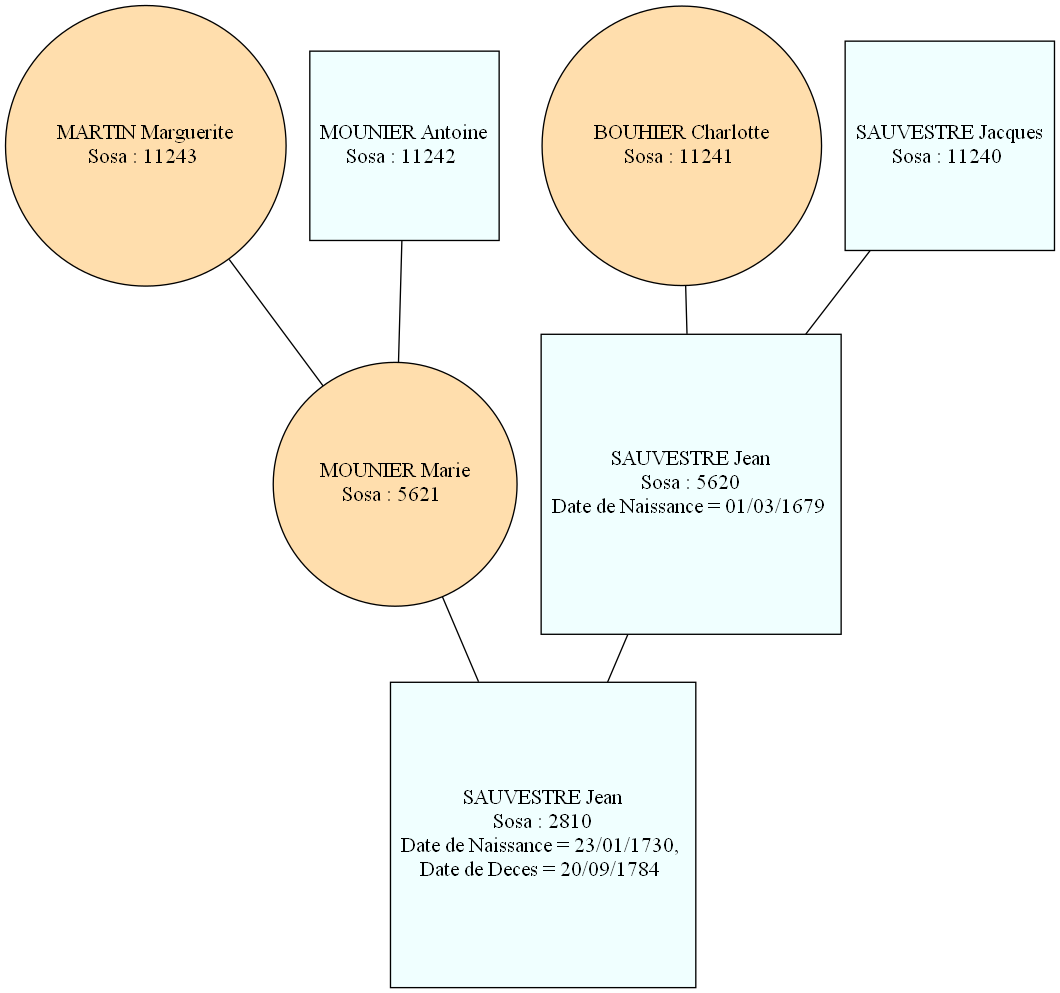 MARTIN Marguerite
Sosa : 11243
MOUNIER Antoine
Sosa : 11242
BOUHIER Charlotte
Sosa : 11241
SAUVESTRE Jacques
Sosa : 11240
MOUNIER Marie
Sosa : 5621
SAUVESTRE Jean
Sosa : 5620
Date de Naissance = 01/03/1679
SAUVESTRE Jean
Sosa : 2810
Date de Naissance = 23/01/1730,
Date de Deces = 20/09/1784